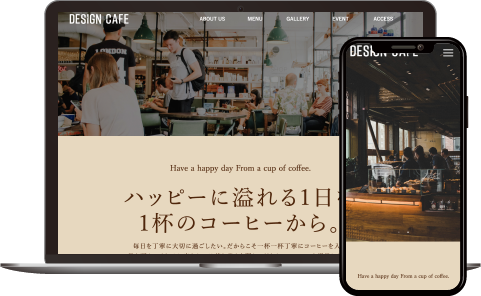 DESIGN CAFE
ABOUT US MENU GALLERY EVENT ACCESS
LONDON
Have a happy day From a cup of coffee.
ハッピーに溢れる1日を
1杯のコーヒーから。
毎日を丁寧に大切に過ごしたい。だからこそ一杯一杯丁寧にコーヒーを入
DESIGN CAFE
Have a happy day From a cup of coffee.